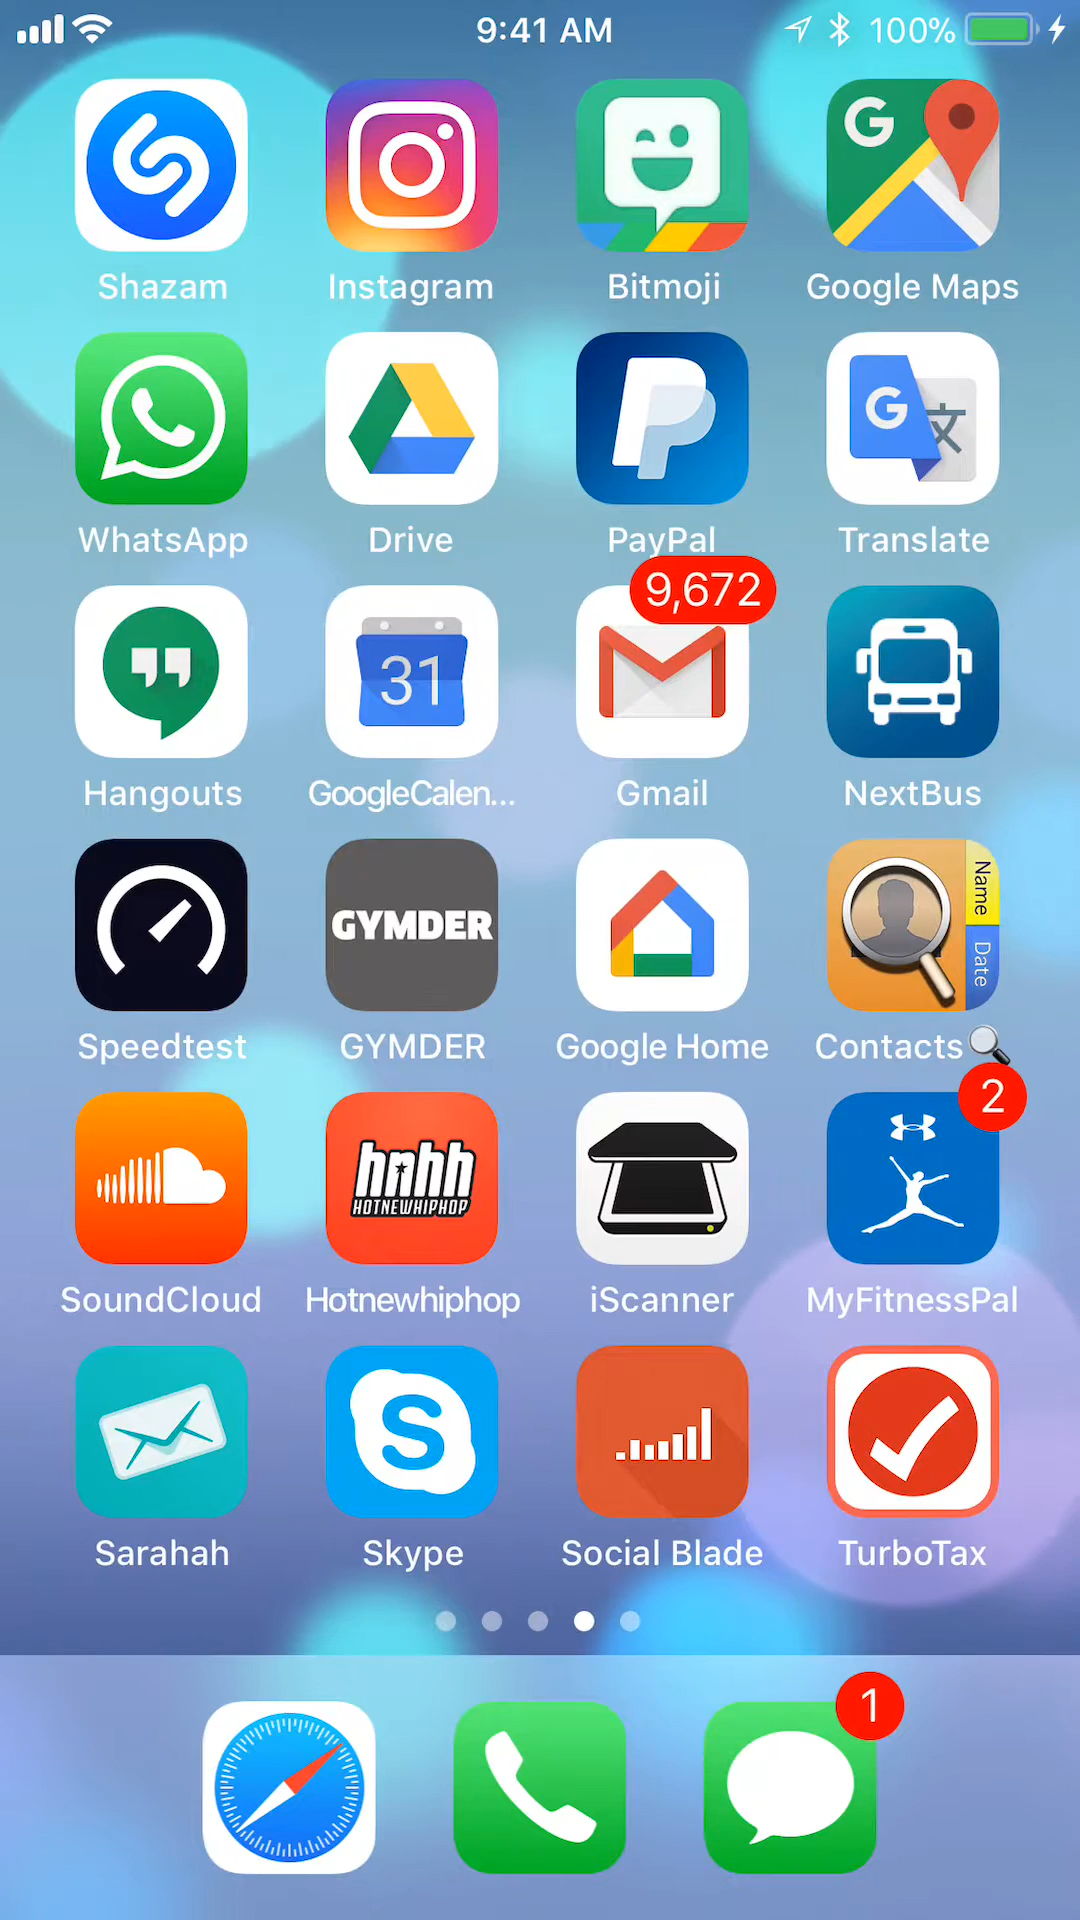 9:41 AM 100%
G
Shazam Instagram Bitmoji Google Maps
G 文
WhatsApp Drive PayPal Translate
9,672
31
Hangouts GoogleCalen... Gmail NextBus
Name
GYMDER
Date
Speedtest GYMDER Google Home Contacts
2
hnhh
HOTNEWHIPHOP
SoundCloud Hotnewhiphop iScanner MyFitnessPal
S
Sarahah Skype Social Blade TurboTax
1